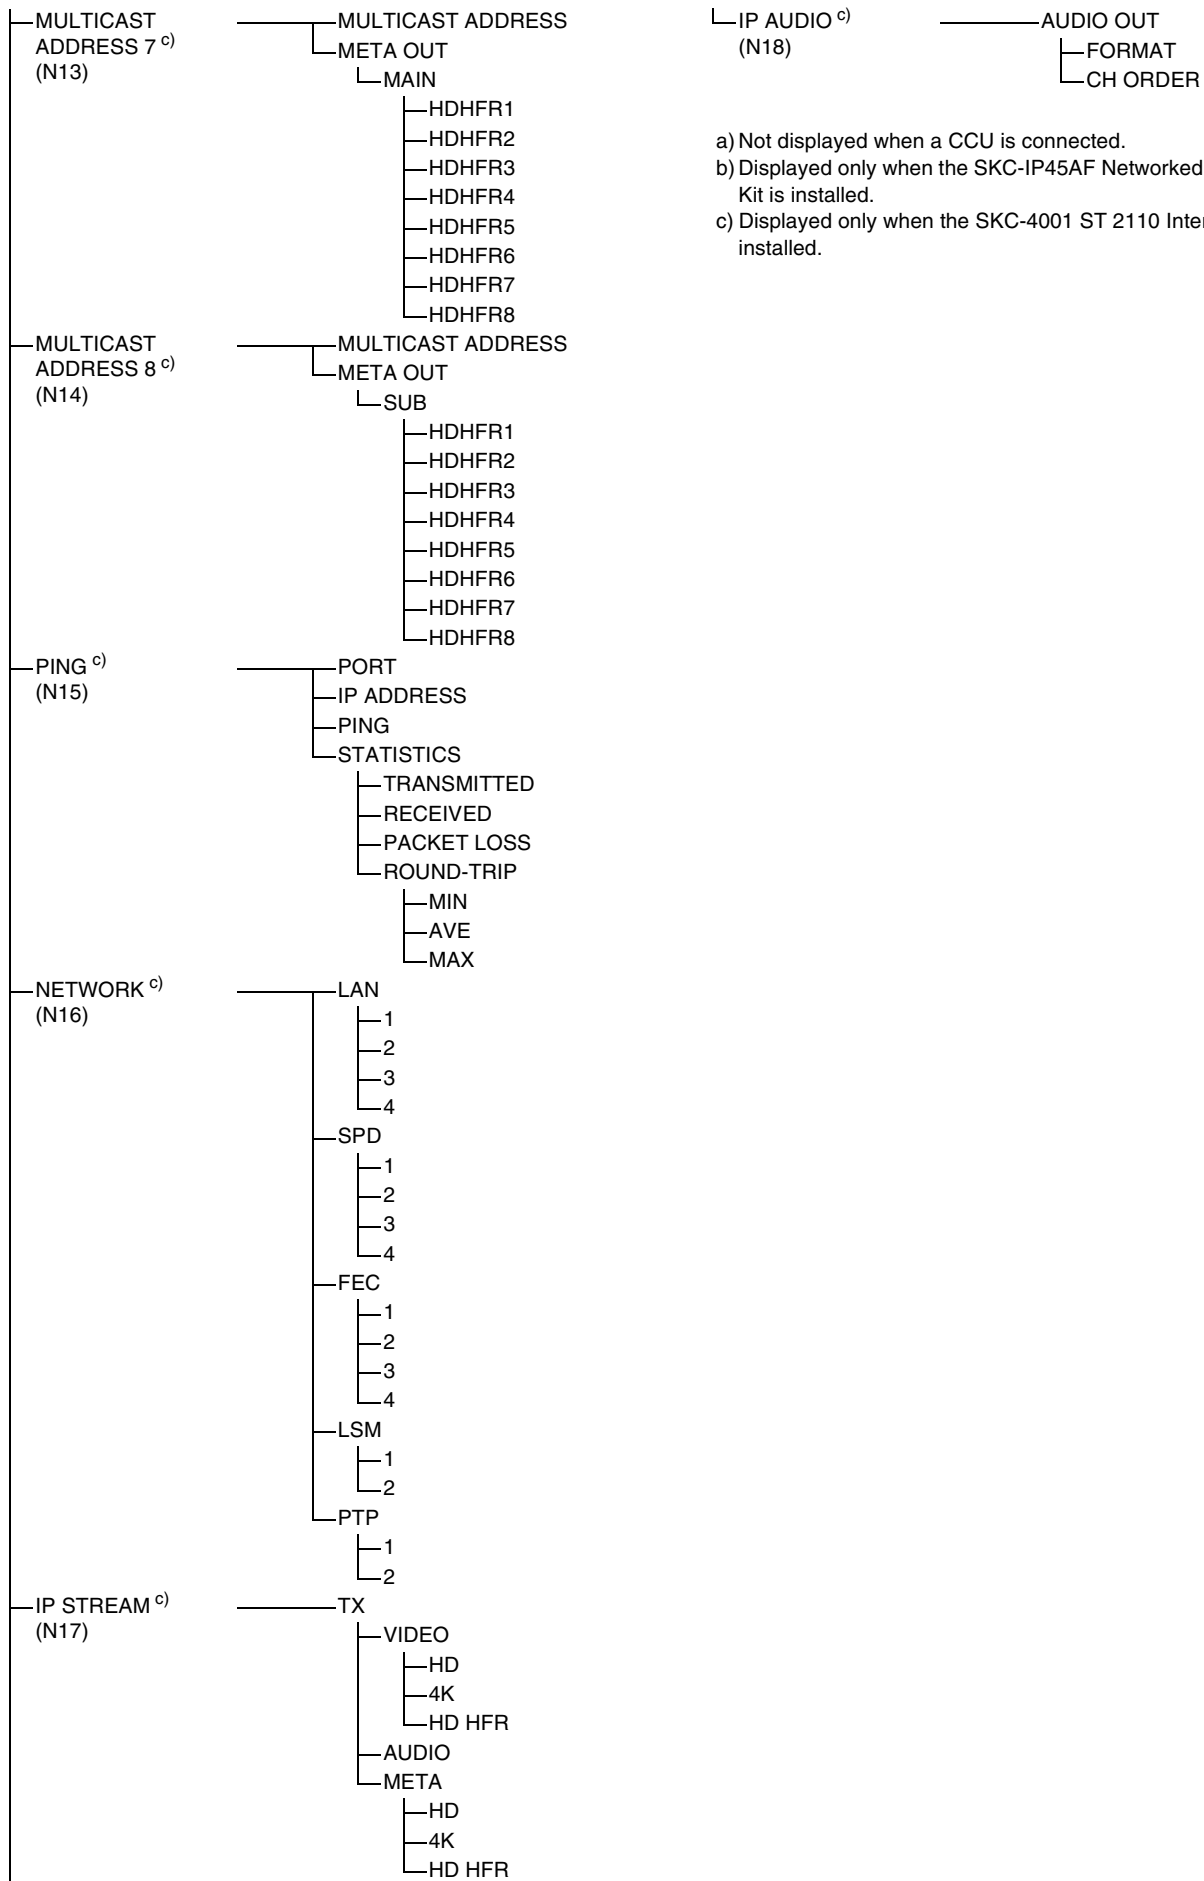 MULTICAST
ADDRESS 7 c)
(N13)
MULTICAST ADDRESS
META OUT
MAIN
HDHFR1
HDHFR2
HDHFR3
HDHFR4
HDHFR5
HDHFR6
HDHFR7
HDHFR8
MULTICAST
ADDRESS 8 c)
(N14)
MULTICAST ADDRESS
META OUT
SUB
HDHFR1
HDHFR2
HDHFR3
HDHFR4
HDHFR5
HDHFR6
HDHFR7
HDHFR8
PING c)
(N15)
PORT
IP ADDRESS
PING
STATISTICS
TRANSMITTED
RECEIVED
PACKET LOSS
ROUND-TRIP
MIN
AVE
MAX
NETWORK c)
(N16)
LAN
1
2
3
4
SPD
1
2
3
4
FEC
1
2
3
4
LSM
1
2
PTP
1
2
IP STREAM c)
(N17)
TX
VIDEO
HD
4K
HD HFR
AUDIO
META
HD
4K
HD HFR
IP AUDIO c)
(N18)
AUDIO OUT
FORMAT
CH ORDER
a) Not displayed when a CCU is connected.
b) Displayed only when the SKC-IP45AF Networked
Kit is installed.
c) Displayed only when the SKC-4001 ST 2110
installed.